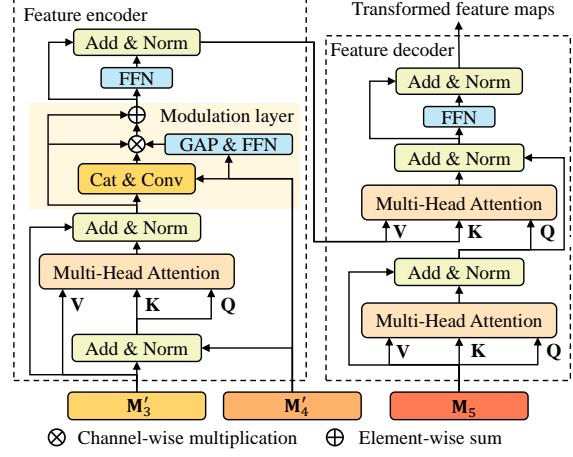 Transformed feature maps
Feature encoder
Feature decoder
Add & Norm
FFN
Modulation layer
GAP & FFN
Cat & Conv
Add & Norm
Multi-Head Attention
V
K
Q
Add & Norm
Add & Norm
FFN
Add & Norm
Multi-Head Attention
V
K
Q
Add & Norm
Multi-Head Attention
V
K
Q
M′₃
M′₄
M₅
⊗ Channel-wise multiplication
⊕ Element-wise sum